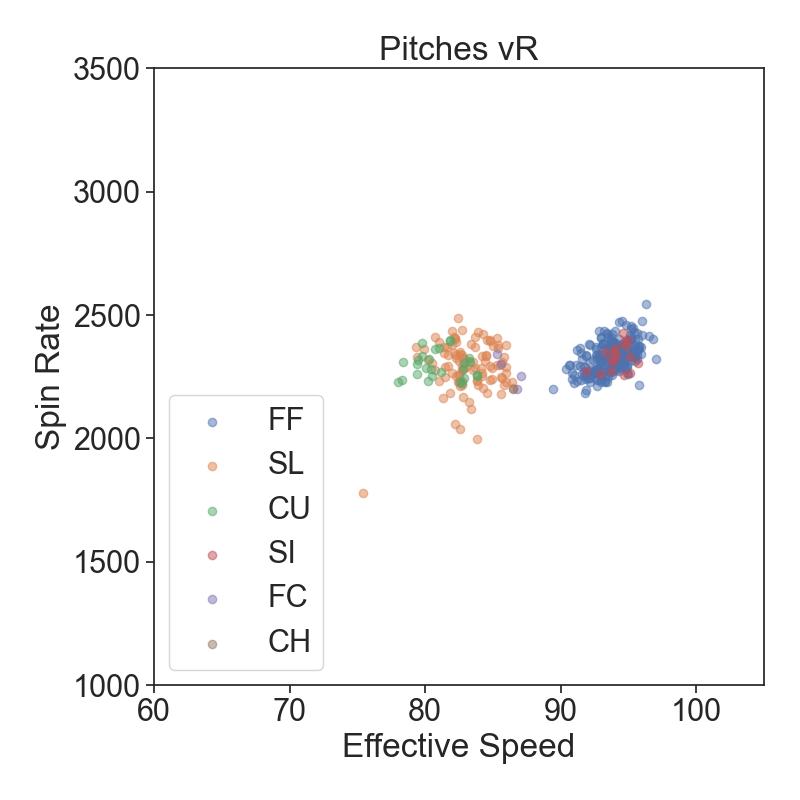 Pitches vR
3500
3000
2500
2000
1500
1000
Spin Rate
FF
SL
CU
SI
FC
CH
60 70 80 90 100
Effective Speed